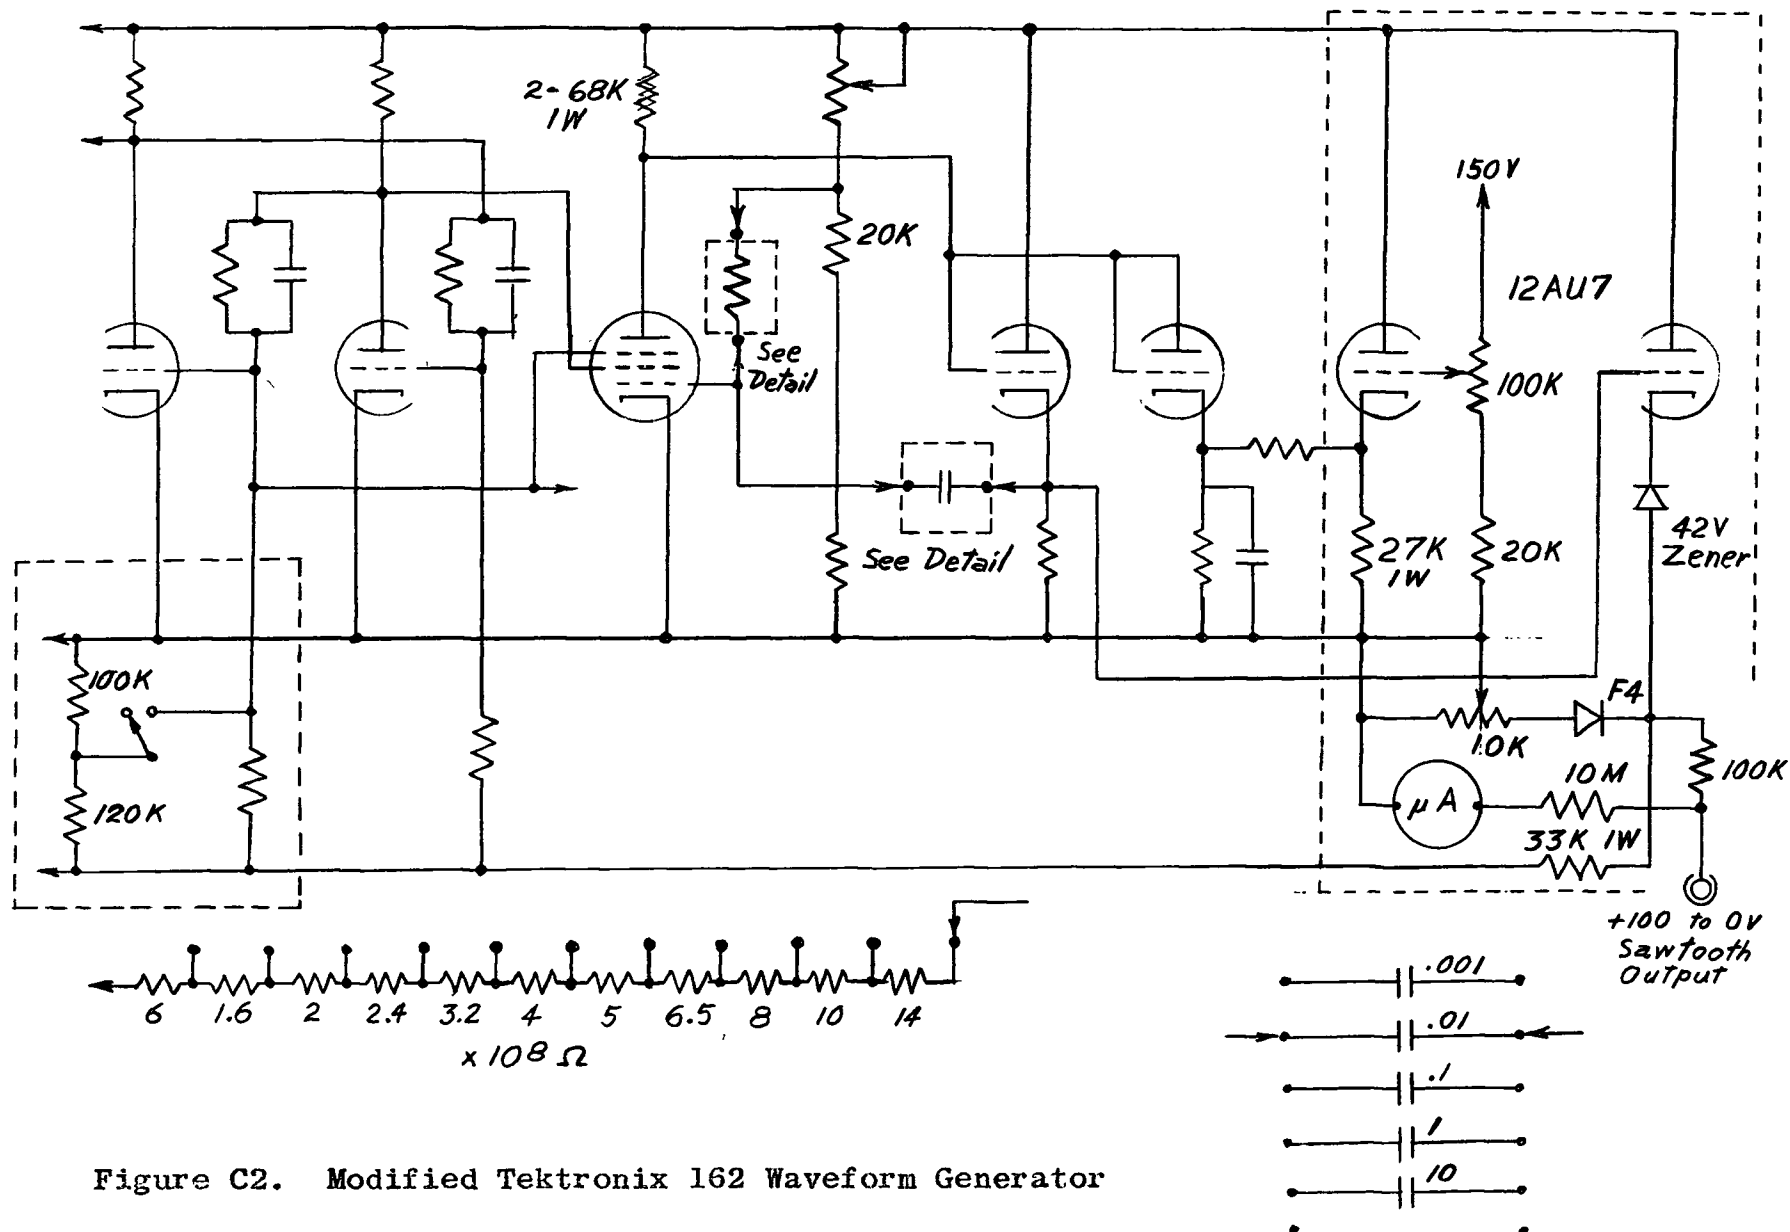 2-68K
1W
150V
20K
12AU7
See
Detail
100K
See Detail
27K
1W
20K
42V
Zener
100K
F4
10K
10M
100K
120K
μA
33K 1W
+100 to 0V
Sawtooth
Output
6 1.6 2 2.4 3.2 4 5 6.5 8 10 14
x 10⁸ Ω
.001
.01
.1
1
10
Figure C2. Modified Tektronix 162 Waveform Generator